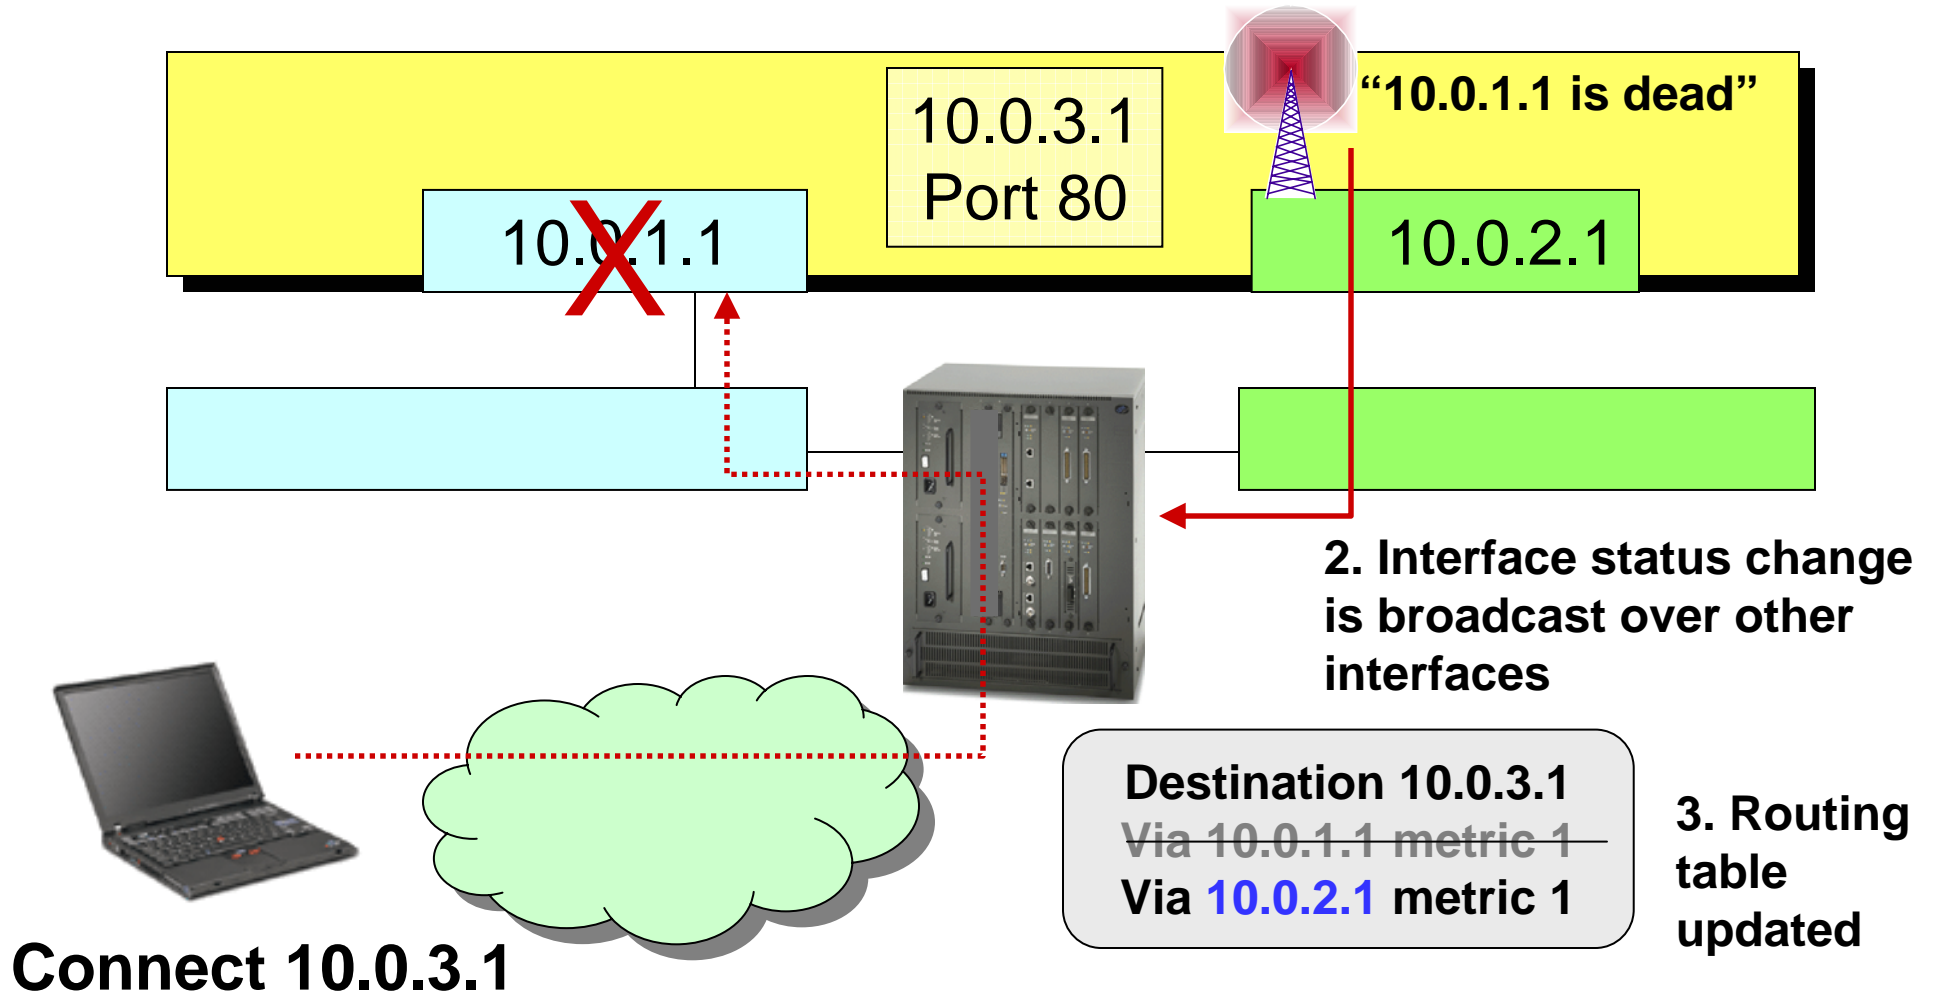 “10.0.1.1 is dead”
10.0.3.1
Port 80
10.0.1.1
X
10.0.2.1
2. Interface status change
is broadcast over other
interfaces
Destination 10.0.3.1
Via 10.0.1.1 metric 1
Via 10.0.2.1 metric 1
3. Routing
table
updated
Connect 10.0.3.1